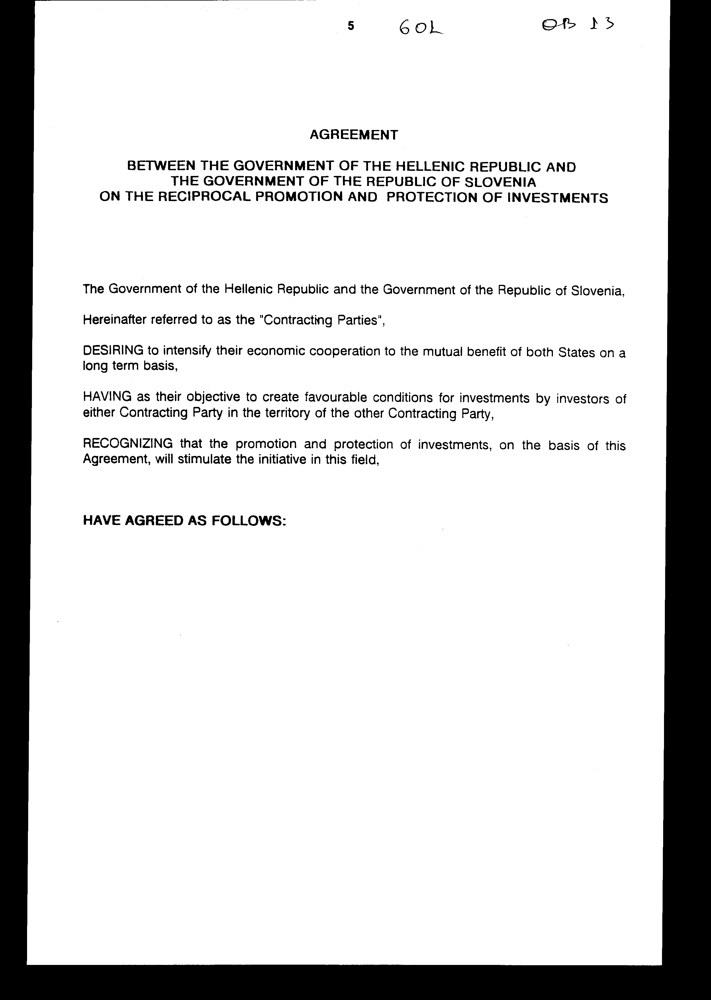 5 60L OB 13
AGREEMENT
BETWEEN THE GOVERNMENT OF THE HELLENIC REPUBLIC AND
THE GOVERNMENT OF THE REPUBLIC OF SLOVENIA
ON THE RECIPROCAL PROMOTION AND PROTECTION OF INVESTMENTS
The Government of the Hellenic Republic and the Government of the Republic of Slovenia,
Hereinafter referred to as the "Contracting Parties",
DESIRING to intensify their economic cooperation to the mutual benefit of both States on a
long term basis,
HAVING as their objective to create favourable conditions for investments by investors of
either Contracting Party in the territory of the other Contracting Party,
RECOGNIZING that the promotion and protection of investments, on the basis of this
Agreement, will stimulate the initiative in this field,
HAVE AGREED AS FOLLOWS: